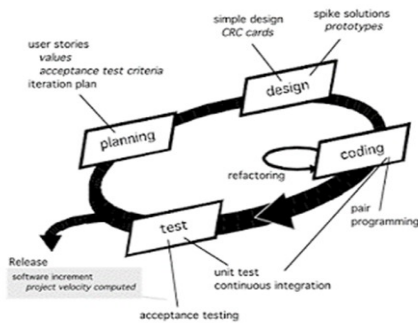 simple design
CRC cards
spike solutions
prototypes
user stories
values
acceptance test criteria
iteration plan
design
planning
coding
refactoring
test
pair
programming
Release
software increment
project velocity computed
unit test
continuous integration
acceptance testing